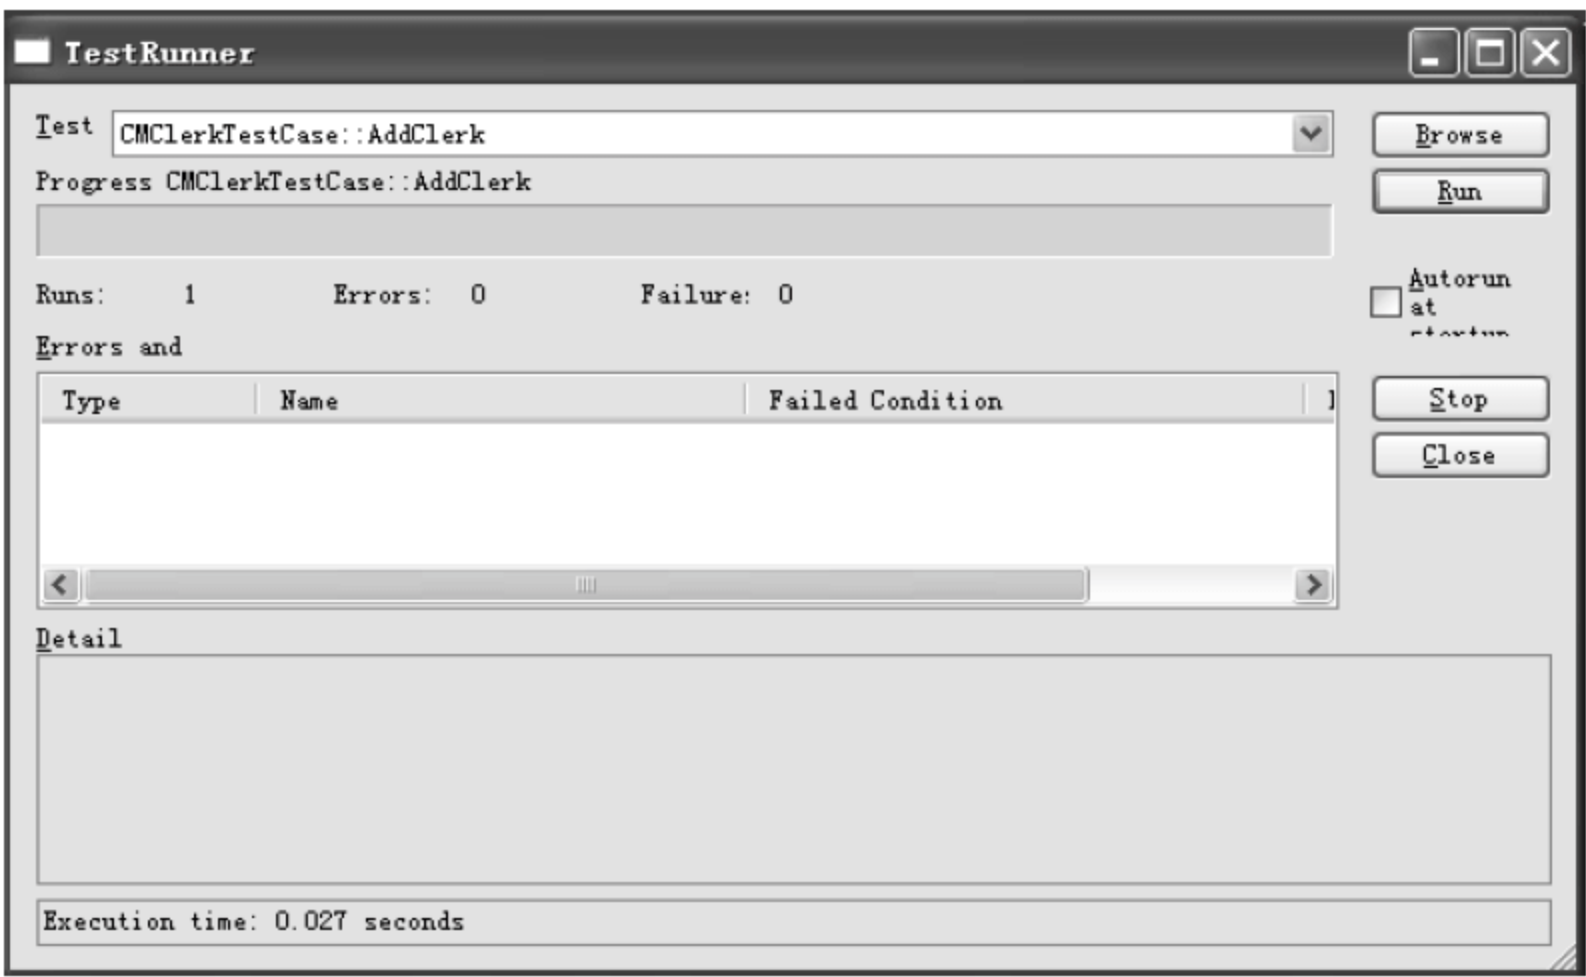 TestRunner
Test CMClerkTestCase::AddClerk
Browse
Progress CMClerkTestCase::AddClerk
Run
Runs: 1 Errors: 0 Failure: 0
Autorun
at
startup
Errors and
Type Name Failed Condition
Stop
Close
Detail
Execution time: 0.027 seconds